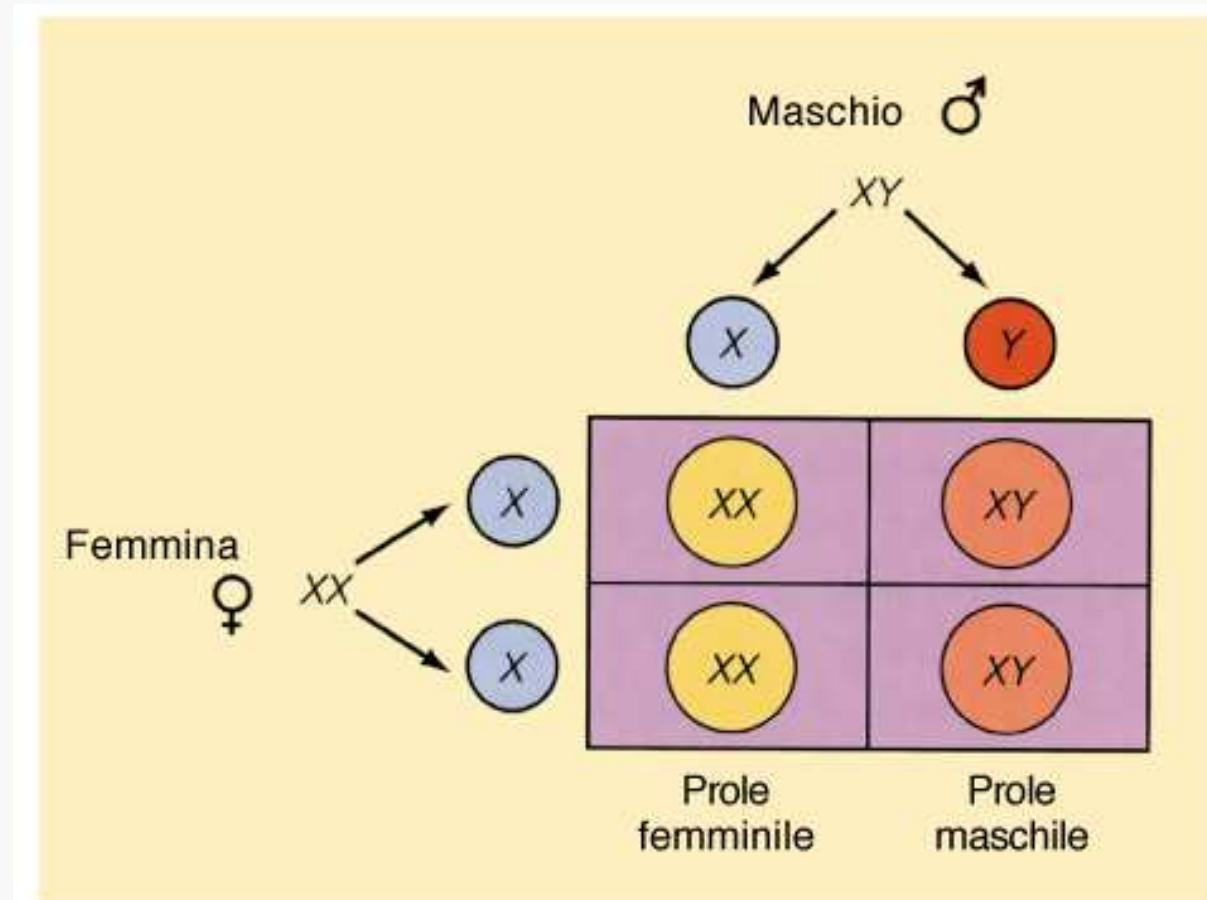 Maschio ♂
XY
X Y
X XX XY
Femmina
♀ XX
X XX XY
Prole Prole
femminile maschile